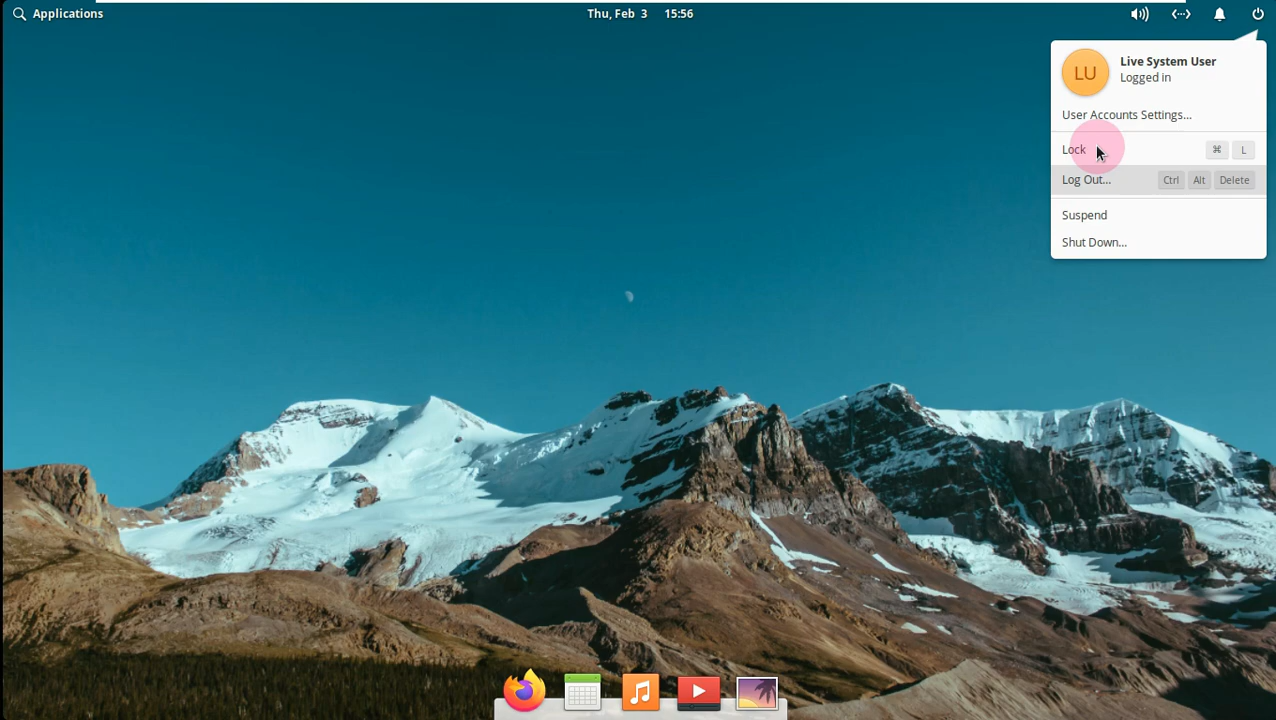 Applications
Thu, Feb 3 15:56
LU
Live System User
Logged in
User Accounts Settings...
Lock ⌘ L
Log Out... Ctrl Alt Delete
Suspend
Shut Down...